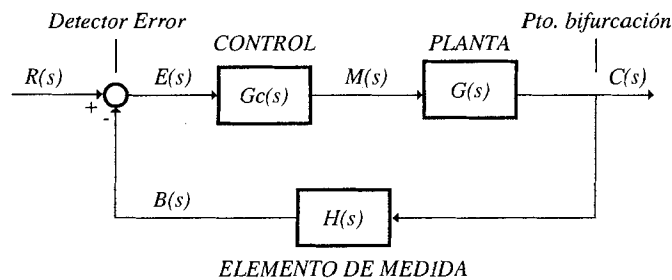 Detector Error
Pto. bifurcación
CONTROL
PLANTA
R(s)
E(s)
M(s)
C(s)
Gc(s)
G(s)
+
-
B(s)
H(s)
ELEMENTO DE MEDIDA